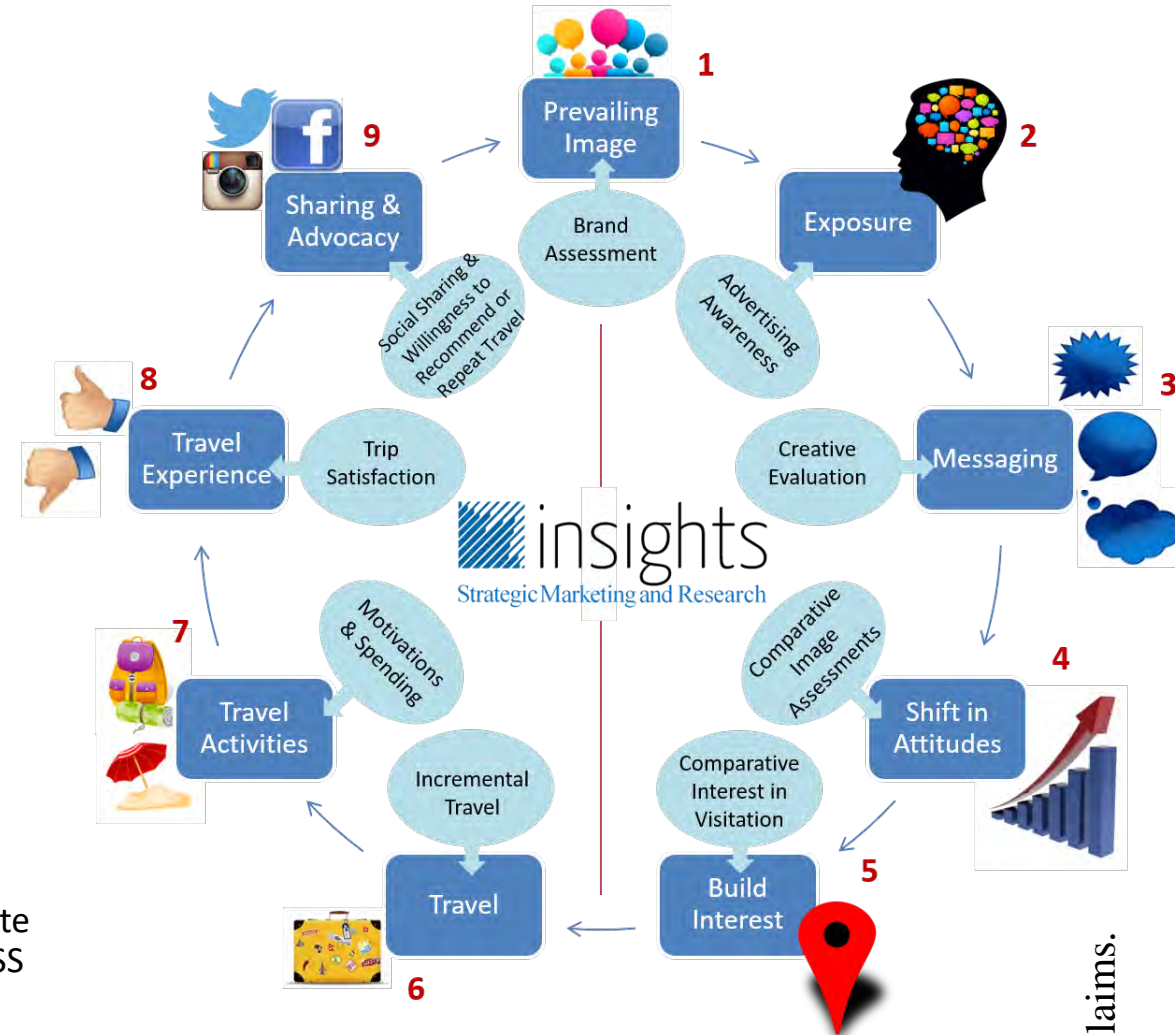 1
Prevailing
Image
Brand
Assessment
2
Exposure
Advertising
Awareness
3
Messaging
Creative
Evaluation
4
Shift in
Attitudes
Comparative
Image
Assessments
5
Build
Interest
Comparative
Interest in
Visitation
6
Travel
Incremental
Travel
7
Travel
Activities
Motivations
& Spending
8
Travel
Experience
Trip
Satisfaction
9
f
Sharing &
Advocacy
Social Sharing &
Willingness to
Recommend or
Repeat Travel
insights
Strategic Marketing and Research
te
SS
laims.